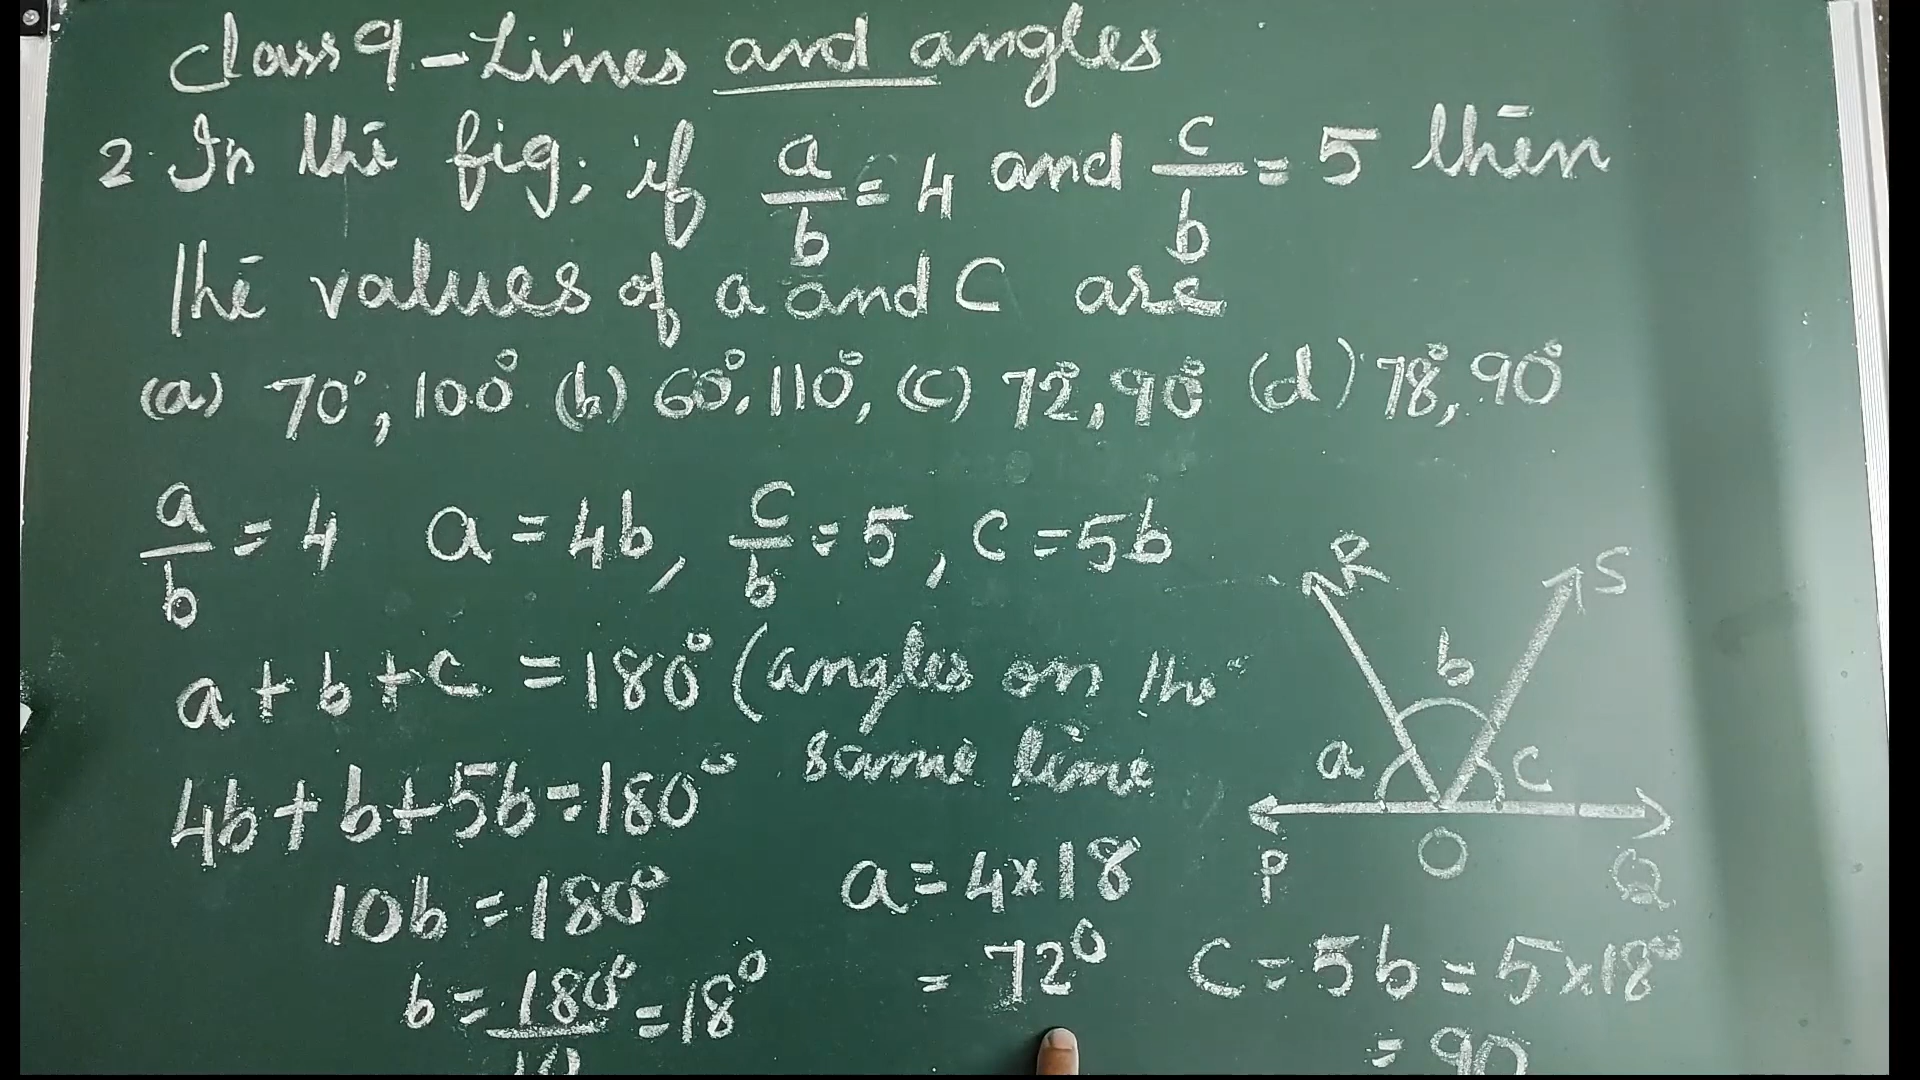 Class 9 - Lines and angles
2. In the fig; if a/b = 4 and c/b = 5 then
the values of a and C are
(a) 70°, 100° (b) 60°, 110°, (c) 72°, 90° (d) 78°, 90°
a/b = 4 a = 4b, c/b = 5, c = 5b
a + b + c = 180° (angles on the
same line
4b + b + 5b = 180°
10b = 180°
b = 180°/10 = 18°
a = 4 × 18
= 72°
C = 5b = 5 × 18°
= 90
R
S
b
a
c
P
O
Q